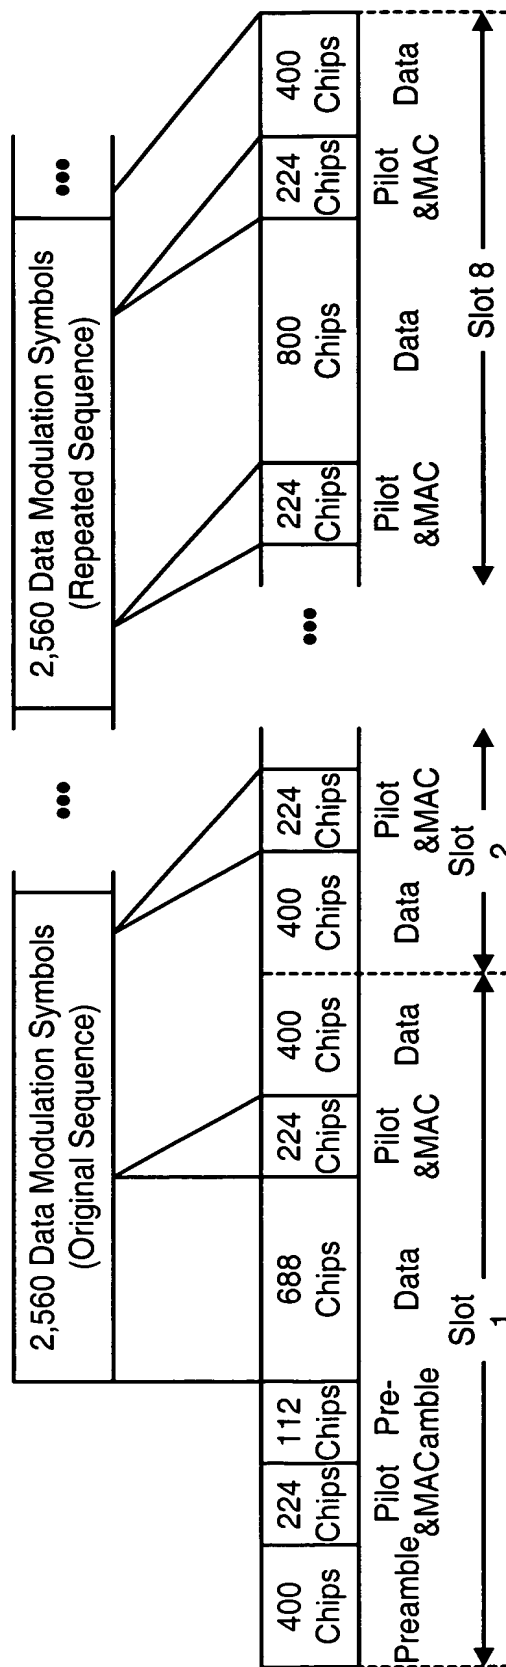 2,560 Data Modulation Symbols
(Original Sequence)
•••
2,560 Data Modulation Symbols
(Repeated Sequence)
•••
400
Chips
224
Chips
112
Chips
688
Chips
224
Chips
400
Chips
400
Chips
224
Chips
•••
224
Chips
800
Chips
224
Chips
400
Chips
Preamble
Pilot
&MAC
Pre-
amble
Data
Pilot
&MAC
Data
Data
Pilot
&MAC
Pilot
&MAC
Data
Pilot
&MAC
Data
Slot
1
Slot
2
Slot 8